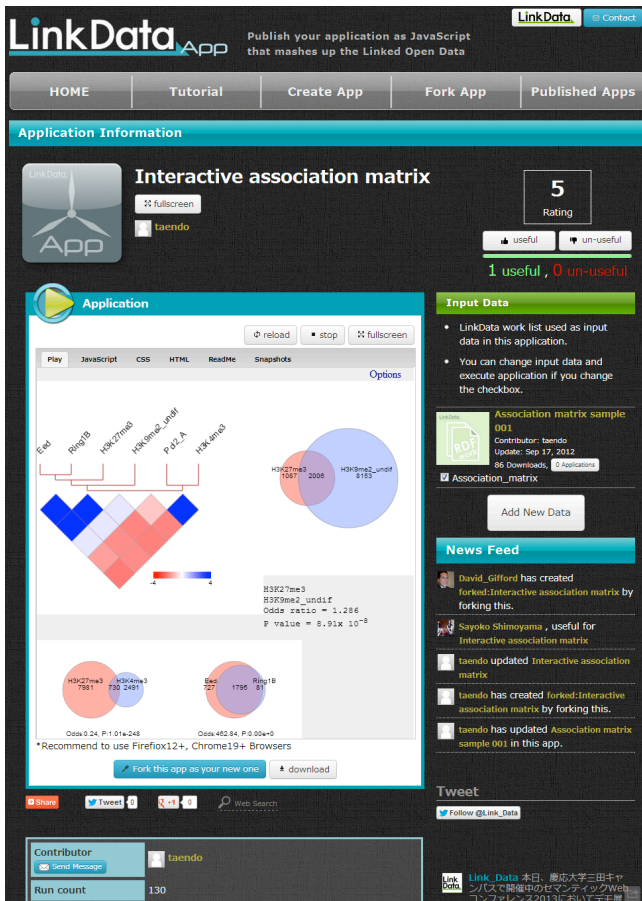 LinkData App
Publish your application as JavaScript
that mashes up the Linked Open Data
LinkData
Contact
HOME
Tutorial
Create App
Fork App
Published Apps
Application Information
LinkData
App
Interactive association matrix
fullscreen
taendo
5
Rating
useful
un-useful
1 useful , 0 un-useful
Application
reload
stop
fullscreen
Play
JavaScript
CSS
HTML
ReadMe
Snapshots
Options
Eed
Ring1B
H3K27me3
H3K9me2_undif
Pd2_A
H3K4me3
-4
4
H3K27me3
1067
2006
H3K9me2_undif
8153
H3K27me3
H3K9me2_undif
Odds ratio = 1.286
P value = 8.91x 10-8
H3K27me3
7981
730
H3K4me3
2491
Odds:0.24, P:1.01e-248
Eed
727
1795
Ring1B
81
Odds:462.84, P:0.00e+0
*Recommend to use Firefiox12+, Chrome19+ Browsers
Fork this app as your new one
download
Share
Tweet
0
+1
0
Web Search
Contributor
Send Message
taendo
Run count
130
Input Data
LinkData work list used as input
data in this application.
You can change input data and
execute application if you change
the checkbox.
LinkData
RDF
work
Association matrix sample
001
Contributor: taendo
Update: Sep 17, 2012
86 Downloads, 0 Applications
Association_matrix
Add New Data
News Feed
David_Gifford has created
forked:Interactive association matrix by
forking this.
Sayoko Shimoyama , useful for
Interactive association matrix
taendo updated Interactive association
matrix
taendo has created forked:Interactive
association matrix by forking this.
taendo has updated Association matrix
sample 001 in this app.
Tweet
Follow @Link_Data
Link
Data
Link_Data 本日、慶応大学三田キャ
ンパスで開催中のセマンティックWeb
コンファレンス2013においてデモ展